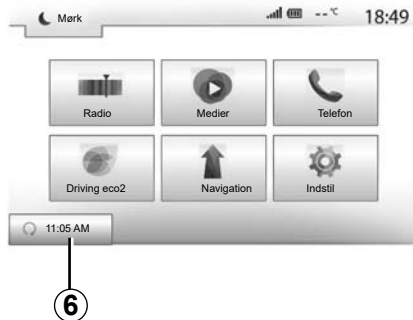 Mørk
--°C
18:49
Radio
Medier
Telefon
Driving eco2
Navigation
Indstil
11:05 AM
6